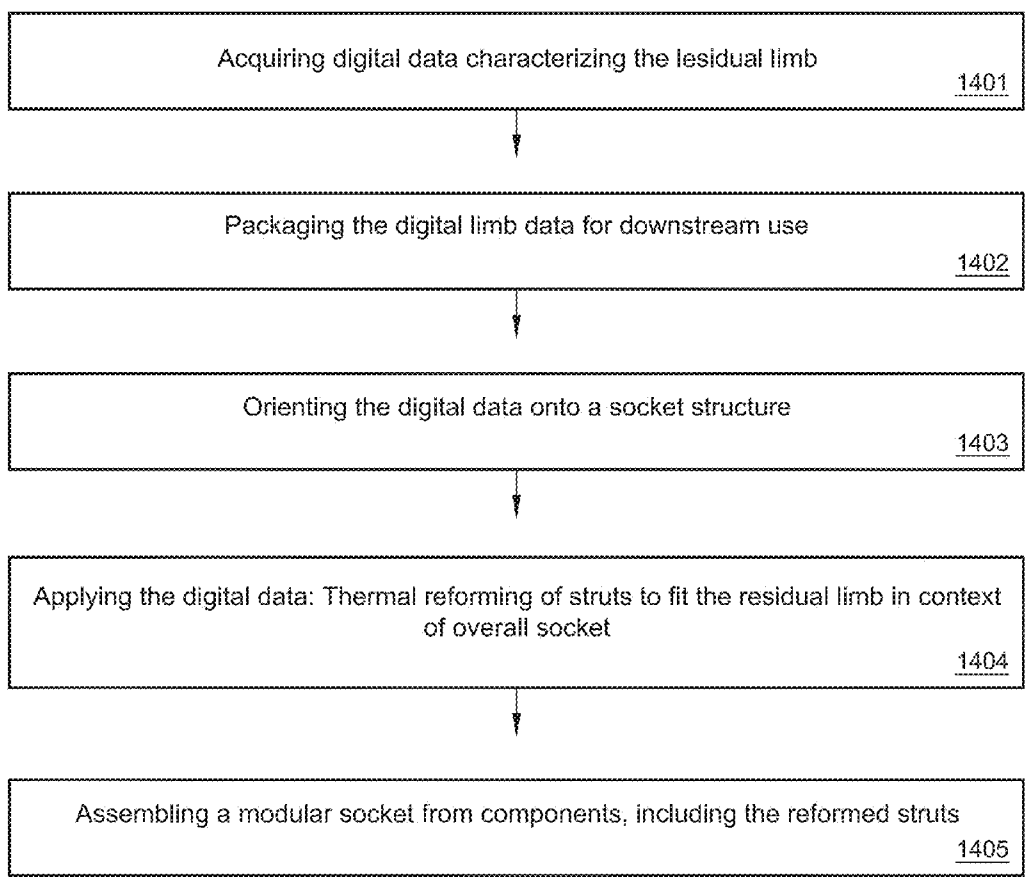 Acquiring digital data characterizing the lesidual limb
1401
Packaging the digital limb data for downstream use
1402
Orienting the digital data onto a socket structure
1403
Applying the digital data: Thermal reforming of struts to fit the residual limb in context
of overall socket
1404
Assembling a modular socket from components, including the reformed struts
1405